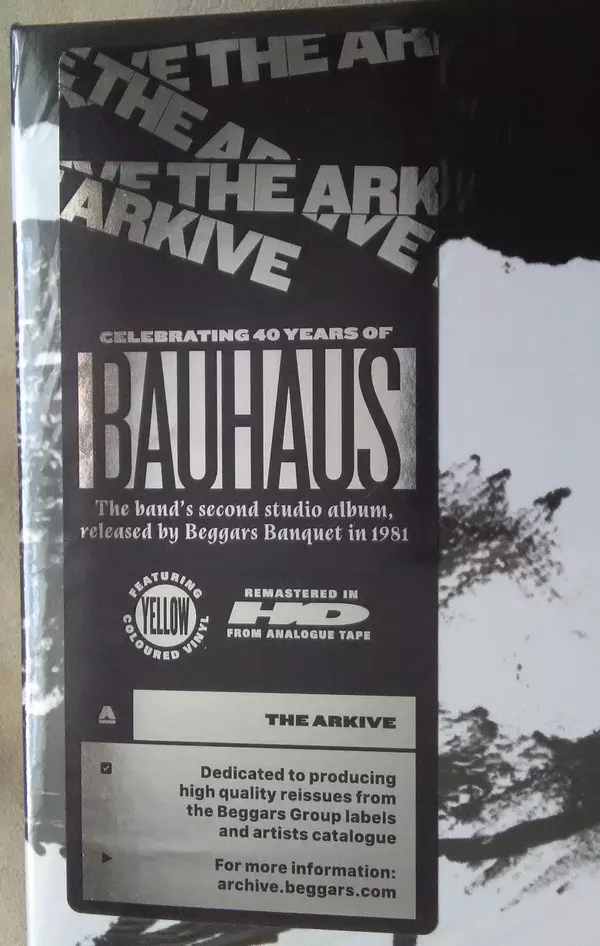 E THE ARK
E THE AR
IVE THE ARK
ARKIVE
IVE
CELEBRATING 40 YEARS OF
BAUHAUS
The band's second studio album,
released by Beggars Banquet in 1981
FEATURING
YELLOW
COLOURED VINYL
REMASTERED IN
HD
FROM ANALOGUE TAPE
A
THE ARKIVE
Dedicated to producing
high quality reissues from
the Beggars Group labels
and artists catalogue
For more information:
archive.beggars.com